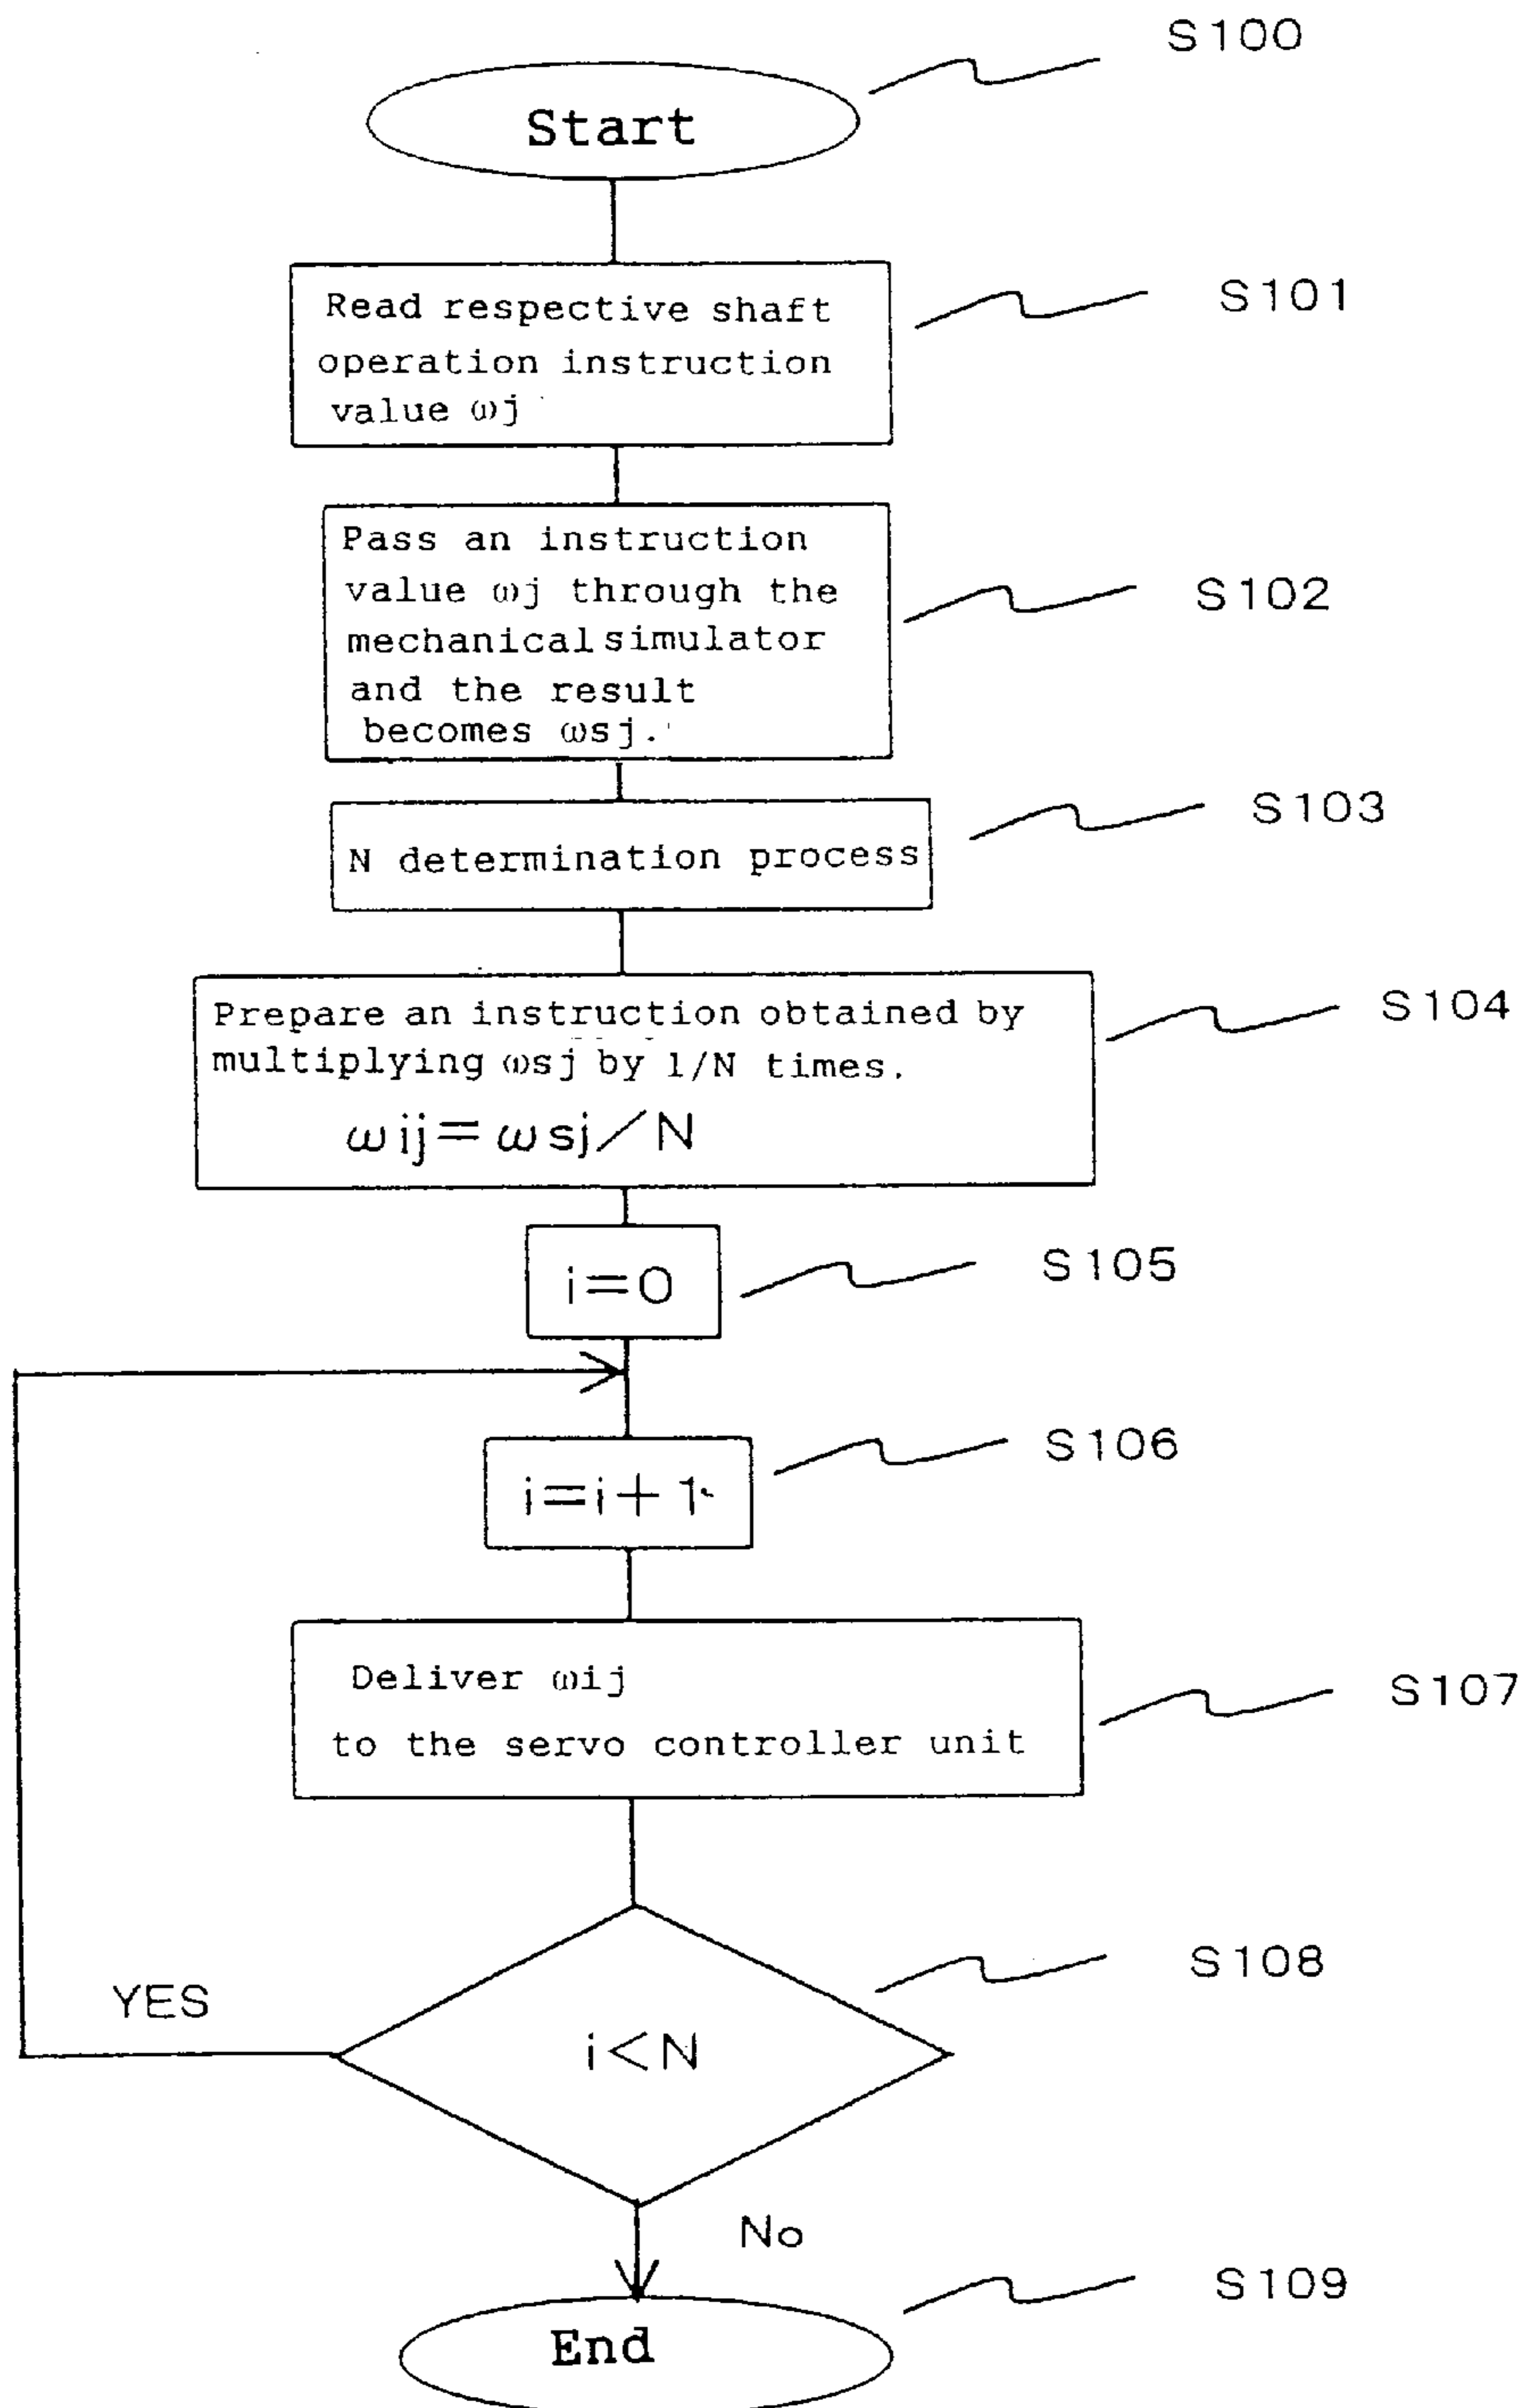 S100
Start
Read respective shaft
operation instruction
value ωj
S101
Pass an instruction
value ωj through the
mechanical simulator
and the result
becomes ωsj.
S102
N determination process
S103
Prepare an instruction obtained by
multiplying ωsj by 1/N times.
ωij=ωsj/N
S104
i=0
S105
i=i+1
S106
Deliver ωij
to the servo controller unit
S107
i<N
S108
YES
No
End
S109